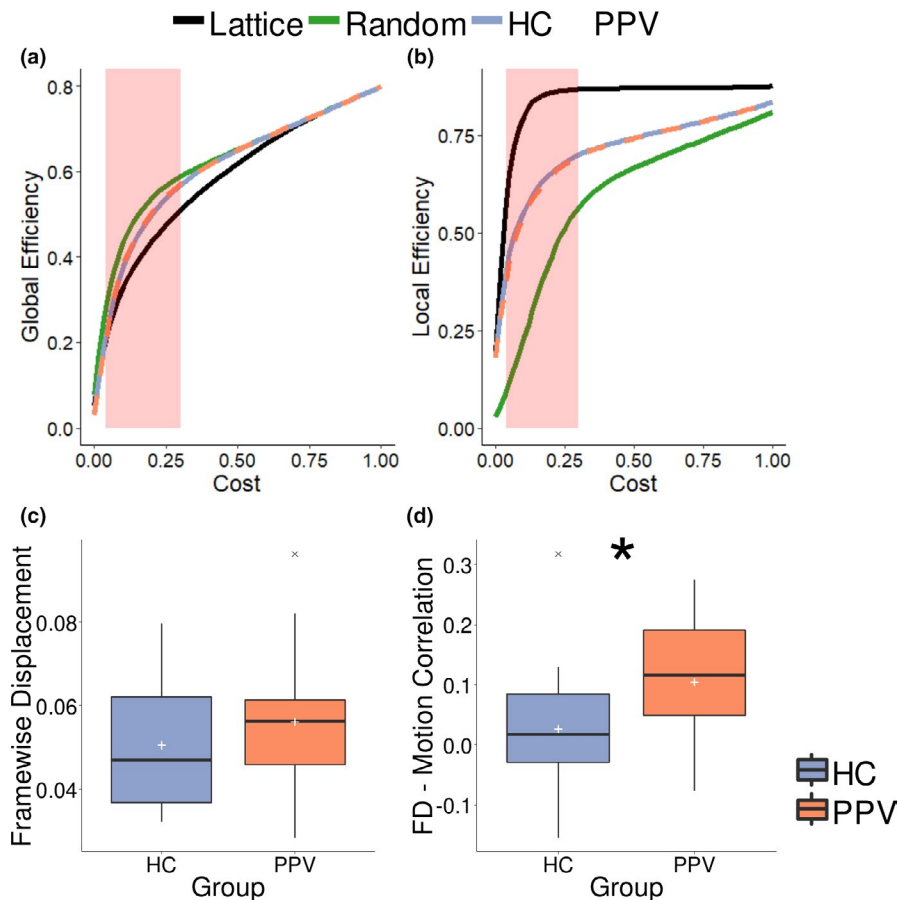 Lattice Random HC PPV
(a) (b)
0.8
0.6
0.4
0.2
0.0
Global Efficiency
0.00 0.25 0.50 0.75 1.00
Cost
0.75
0.50
0.25
0.00
Local Efficiency
0.00 0.25 0.50 0.75 1.00
Cost
(c) (d)
0.08
0.06
0.04
Framewise Displacement
HC PPV
Group
*
0.3
0.2
0.1
0.0
-0.1
FD - Motion Correlation
HC PPV
Group
HC
PPV